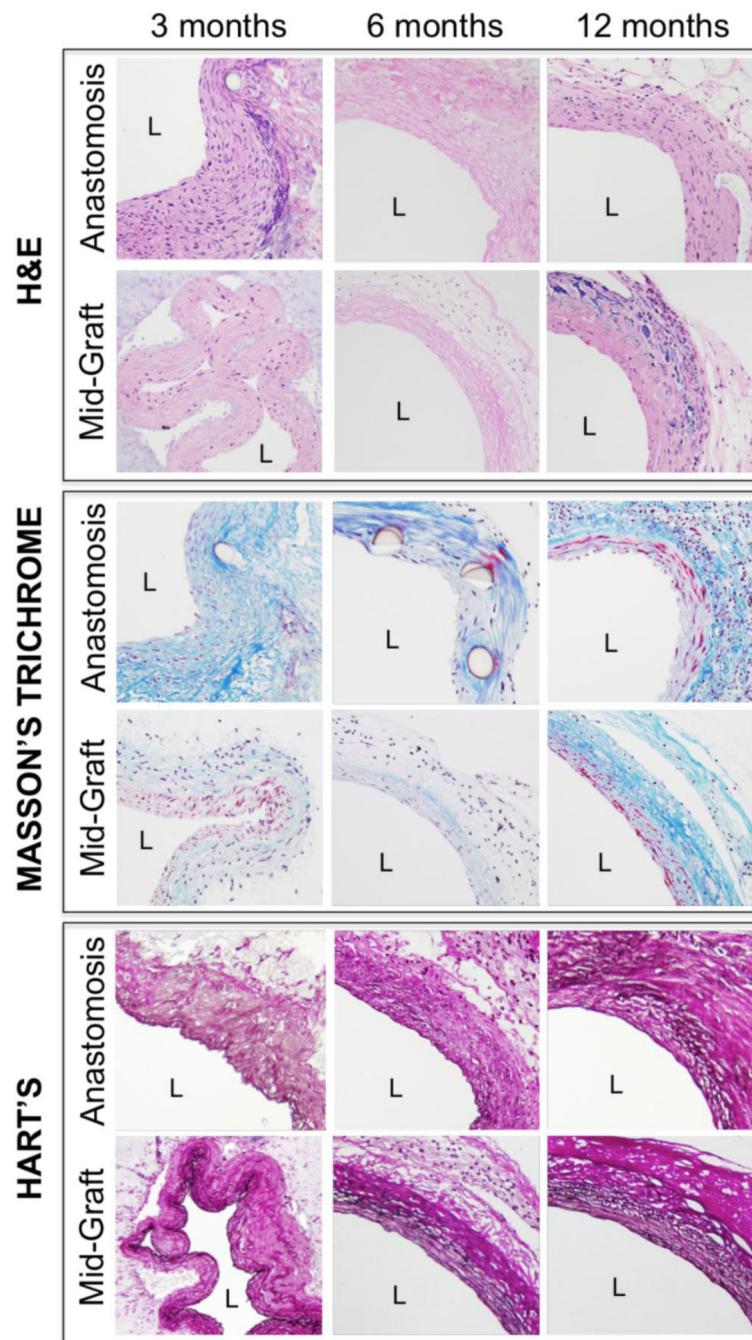 3 months 6 months 12 months
H&E
Anastomosis
L L L
Mid-Graft
L L L
MASSON'S TRICHROME
Anastomosis
L L L
Mid-Graft
L L L
HART'S
Anastomosis
L L L
Mid-Graft
L L L